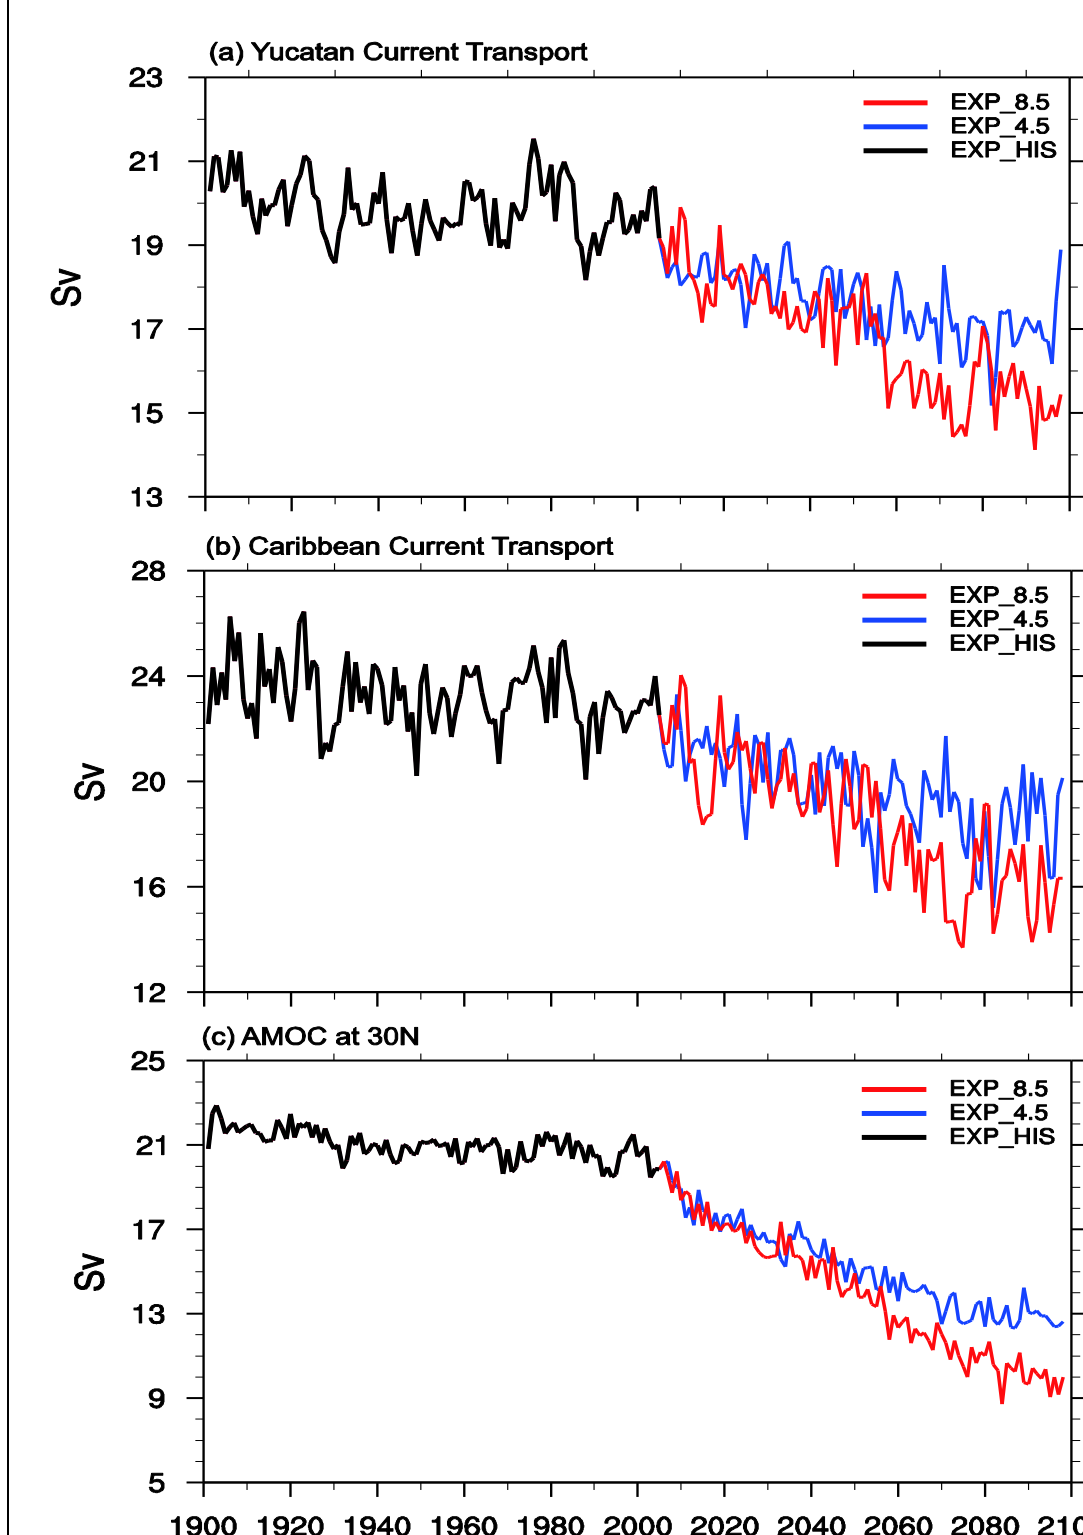 (a) Yucatan Current Transport
23
21
19
17
15
13
Sv
EXP_8.5
EXP_4.5
EXP_HIS
(b) Caribbean Current Transport
28
24
20
16
12
Sv
EXP_8.5
EXP_4.5
EXP_HIS
(c) AMOC at 30N
25
21
17
13
9
5
Sv
EXP_8.5
EXP_4.5
EXP_HIS
1900 1920 1940 1960 1980 2000 2020 2040 2060 2080